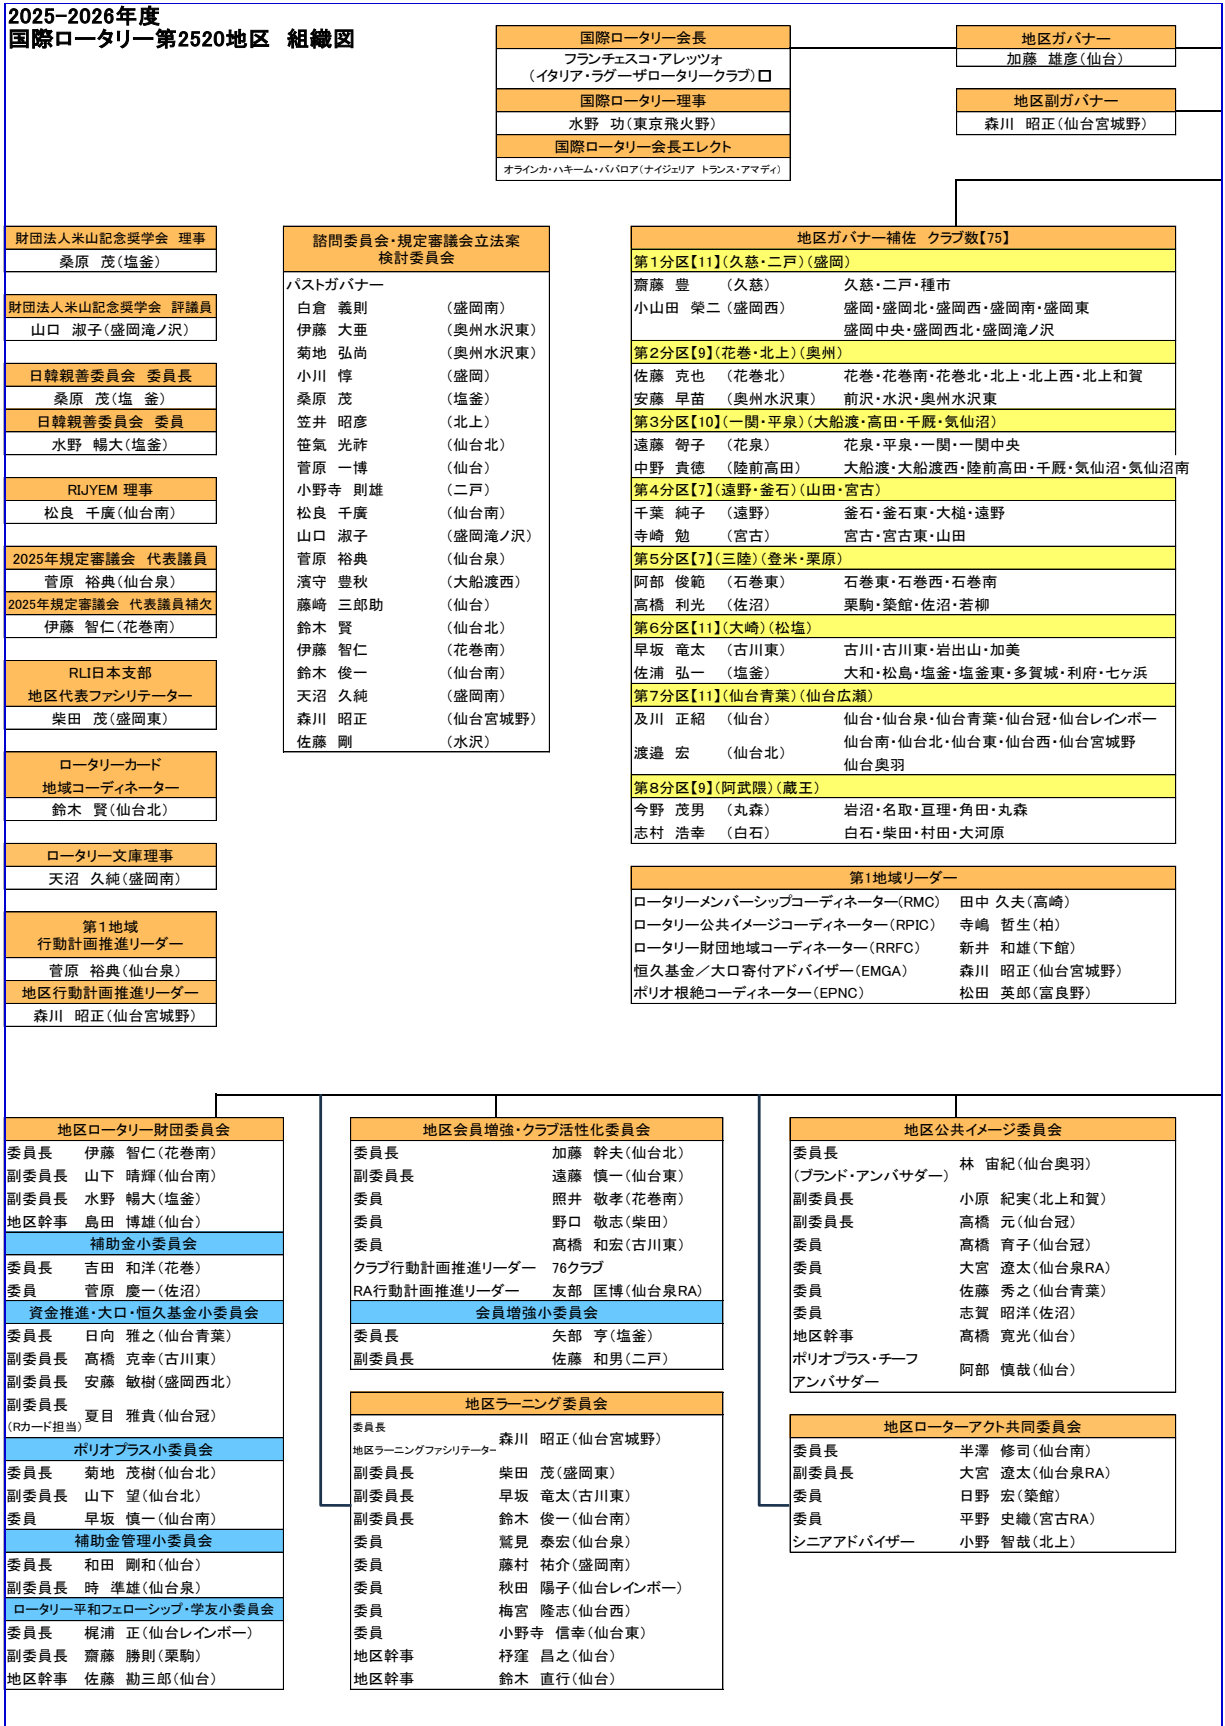 2025-2026年度
国際ロータリー第2520地区　組織図
国際ロータリー会長
フランチェスコ・アレッツォ
（イタリア・ラグーザロータリークラブ）□
国際ロータリー理事
水野　功（東京飛火野）
国際ロータリー会長エレクト
オラインカ・ハキーム・ババロア（ナイジェリア　トランス・アマディ）
地区ガバナー
加藤　雄彦（仙台）
地区副ガバナー
森川　昭正（仙台宮城野）
財団法人米山記念奨学会　理事
桑原　茂（塩釜）
財団法人米山記念奨学会　評議員
山口　淑子（盛岡滝ノ沢）
日韓親善委員会　委員長
桑原　茂（塩　釜）
日韓親善委員会　委員
水野　暢大（塩釜）
RIJYEM 理事
松良　千廣（仙台南）
2025年規定審議会　代表議員
菅原　裕典（仙台泉）
2025年規定審議会　代表議員補欠
伊藤　智仁（花巻南）
RLI日本支部
地区代表ファシリテーター
柴田　茂（盛岡東）
ロータリーカード
地域コーディネーター
鈴木　賢（仙台北）
ロータリー文庫理事
天沼　久純（盛岡南）
第１地域
行動計画推進リーダー
菅原　裕典（仙台泉）
地区行動計画推進リーダー
森川　昭正（仙台宮城野）
諮問委員会・規定審議会立法案
検討委員会
パストガバナー
白倉　義則　（盛岡南）
伊藤　大亜　（奥州水沢東）
菊地　弘尚　（奥州水沢東）
小川　惇　（盛岡）
桑原　茂　（塩釜）
笠井　昭彦　（北上）
笹氣　光祚　（仙台北）
菅原　一博　（仙台）
小野寺　則雄　（二戸）
松良　千廣　（仙台南）
山口　淑子　（盛岡滝ノ沢）
菅原　裕典　（仙台泉）
濱守　豊秋　（大船渡西）
藤﨑　三郎助　（仙台）
鈴木　賢　（仙台北）
伊藤　智仁　（花巻南）
鈴木　俊一　（仙台南）
天沼　久純　（盛岡南）
森川　昭正　（仙台宮城野）
佐藤　剛　（水沢）
地区ガバナー補佐　クラブ数【75】
第１分区【11】（久慈・二戸）（盛岡）
齋藤　豊　（久慈）　久慈・二戸・種市
小山田　榮二（盛岡西）　盛岡・盛岡北・盛岡西・盛岡南・盛岡東
盛岡中央・盛岡西北・盛岡滝ノ沢
第２分区【9】（花巻・北上）（奥州）
佐藤　克也　（花巻北）　花巻・花巻南・花巻北・北上・北上西・北上和賀
安藤　早苗　（奥州水沢東）　前沢・水沢・奥州水沢東
第３分区【10】（一関・平泉）（大船渡・高田・千厩・気仙沼）
遠藤　智子　（花泉）　花泉・平泉・一関・一関中央
中野　貴徳　（陸前高田）　大船渡・大船渡西・陸前高田・千厩・気仙沼・気仙沼南
第４分区【7】（遠野・釜石）（山田・宮古）
千葉　純子　（遠野）　釜石・釜石東・大槌・遠野
寺崎　勉　（宮古）　宮古・宮古東・山田
第５分区【7】（三陸）（登米・栗原）
阿部　俊範　（石巻東）　石巻東・石巻西・石巻南
高橋　利光　（佐沼）　栗駒・築館・佐沼・若柳
第６分区【11】（大崎）（松塩）
早坂　竜太　（古川東）　古川・古川東・岩出山・加美
佐浦　弘一　（塩釜）　大和・松島・塩釜・塩釜東・多賀城・利府・七ヶ浜
第７分区【11】（仙台青葉）（仙台広瀬）
及川　正紹　（仙台）　仙台・仙台泉・仙台青葉・仙台冠・仙台レインボー
渡邉　宏　（仙台北）　仙台南・仙台北・仙台東・仙台西・仙台宮城野
仙台奥羽
第８分区【9】（阿武隈）（蔵王）
今野　茂男　（丸森）　岩沼・名取・亘理・角田・丸森
志村　浩幸　（白石）　白石・柴田・村田・大河原
第1地域リーダー
ロータリーメンバーシップコーディネーター（RMC）　田中 久夫（高崎）
ロータリー公共イメージコーディネーター（RPIC）　寺嶋　哲生（柏）
ロータリー財団地域コーディネーター（RRFC）　新井　和雄（下館）
恒久基金／大口寄付アドバイザー（EMGA）　森川　昭正（仙台宮城野）
ポリオ根絶コーディネーター（EPNC）　松田　英郎（富良野）
地区ロータリー財団委員会
委員長　伊藤　智仁（花巻南）
副委員長　山下　晴輝（仙台南）
副委員長　水野　暢大（塩釜）
地区幹事　島田　博雄（仙台）
補助金小委員会
委員長　吉田　和洋（花巻）
委員　菅原　慶一（佐沼）
資金推進・大口・恒久基金小委員会
委員長　日向　雅之（仙台青葉）
副委員長　髙橋　克幸（古川東）
副委員長　安藤　敏樹（盛岡西北）
副委員長
（Rカード担当）　夏目　雅貴（仙台冠）
ポリオプラス小委員会
委員長　菊地　茂樹（仙台北）
副委員長　山下　望（仙台北）
委員　早坂　慎一（仙台南）
補助金管理小委員会
委員長　和田　剛和（仙台）
副委員長　時　準雄（仙台泉）
ロータリー平和フェローシップ・学友小委員会
委員長　梶浦　正（仙台レインボー）
副委員長　齋藤　勝則（栗駒）
地区幹事　佐藤　勘三郎（仙台）
地区会員増強・クラブ活性化委員会
委員長　加藤　幹夫（仙台北）
副委員長　遠藤　慎一（仙台東）
委員　照井　敬孝（花巻南）
委員　野口　敬志（柴田）
委員　髙橋　和宏（古川東）
クラブ行動計画推進リーダー　76クラブ
RA行動計画推進リーダー　友部　匡博（仙台泉RA）
会員増強小委員会
委員長　矢部　亨（塩釜）
副委員長　佐藤　和男（二戸）
地区ラーニング委員会
委員長
地区ラーニングファシリテーター　森川　昭正（仙台宮城野）
副委員長　柴田　茂（盛岡東）
副委員長　早坂　竜太（古川東）
副委員長　鈴木　俊一（仙台南）
委員　鷲見　泰宏（仙台泉）
委員　藤村　祐介（盛岡南）
委員　秋田　陽子（仙台レインボー）
委員　梅宮　隆志（仙台西）
委員　小野寺　信幸（仙台東）
地区幹事　杼窪　昌之（仙台）
地区幹事　鈴木　直行（仙台）
地区公共イメージ委員会
委員長
（ブランド・アンバサダー）　林　宙紀（仙台奥羽）
副委員長　小原　紀実（北上和賀）
副委員長　高橋　元（仙台冠）
委員　髙橋　育子（仙台冠）
委員　大宮　遼太（仙台泉RA）
委員　佐藤　秀之（仙台青葉）
委員　志賀　昭洋（佐沼）
地区幹事　髙橋　寛光（仙台）
ポリオプラス・チーフ
アンバサダー　阿部　慎哉（仙台）
地区ローターアクト共同委員会
委員長　半澤　修司（仙台南）
副委員長　大宮　遼太（仙台泉RA）
委員　日野　宏（築館）
委員　平野　史織（宮古RA）
シニアアドバイザー　小野　智哉（北上）